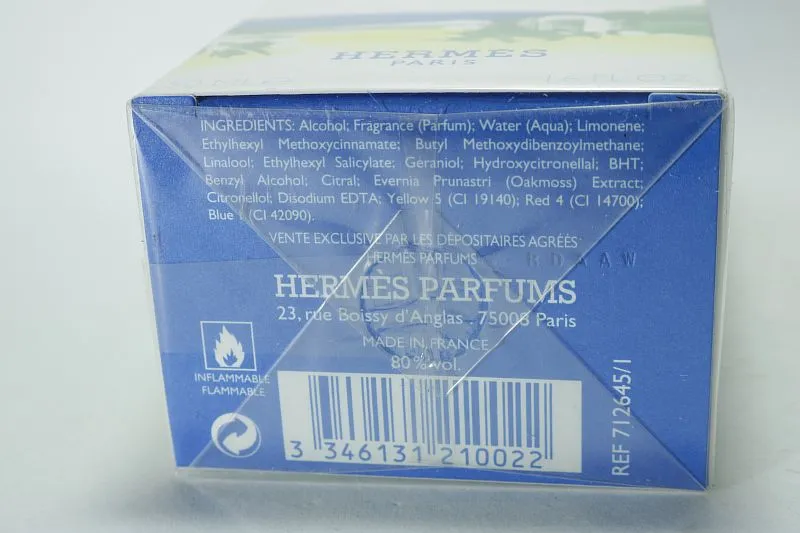 HERMÈS
PARIS
INGREDIENTS: Alcohol; Fragrance (Parfum); Water (Aqua); Limonene;
Ethylhexyl Methoxycinnamate; Butyl Methoxydibenzoylmethane;
Linalool; Ethylhexyl Salicylate; Geraniol; Hydroxycitronellal; BHT;
Benzyl Alcohol; Citral; Evernia Prunastri (Oakmoss) Extract;
Citronellol; Disodium EDTA; Yellow 5 (CI 19140); Red 4 (CI 14700);
Blue 1 (CI 42090).
VENTE EXCLUSIVE PAR LES DÉPOSITAIRES AGRÉÉS
HERMÈS PARFUMS
HERMÈS PARFUMS
23, rue Boissy d'Anglas 75008 Paris
MADE IN FRANCE
80 % vol.
INFLAMMABLE
FLAMMABLE
3 346131 210022
REF 712645/1